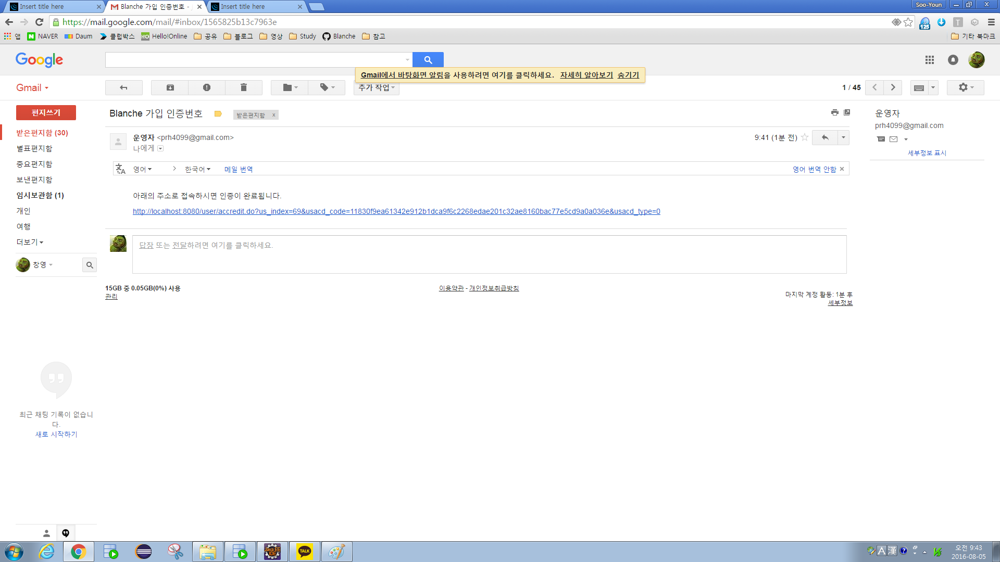 Insert title here
Blanche 가입 인증번호 -
Insert title here
Soo-Youn
https://mail.google.com/mail/#inbox/1565825b13c7963e
125
T
앱
NAVER
Daum
클럽박스
Hello!Online
공유
블로그
영상
Study
Blanche
참고
기타 북마크
Google
Gmail에서 바탕화면 알림을 사용하려면 여기를 클릭하세요. 자세히 알아보기 숨기기
Gmail
추가 작업
1 / 45
편지쓰기
받은편지함 (30)
별표편지함
중요편지함
보낸편지함
임시보관함 (1)
개인
여행
더보기
창영
Blanche 가입 인증번호
받은편지함 x
운영자 <prh4099@gmail.com>
나에게
9:41 (1분 전)
영어
한국어
메일 번역
영어 번역 안함
아래의 주소로 접속하시면 인증이 완료됩니다.
http://localhost:8080/user/accredit.do?us_index=69&usacd_code=11830f9ea61342e912b1dca9f6c2268edae201c32ae8160bac77e5cd9a0a036e&usacd_type=0
답장 또는 전달하려면 여기를 클릭하세요.
15GB 중 0.05GB(0%) 사용
관리
이용약관 - 개인정보취급방침
마지막 계정 활동: 1분 후
세부정보
운영자
prh4099@gmail.com
세부정보 표시
최근 채팅 기록이 없습니
다.
새로 시작하기
Java EE
IDE
TALK
A
漢
오전 9:43
2016-08-05